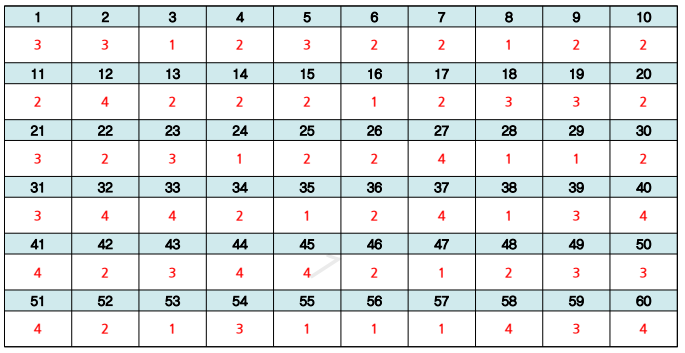 1 2 3 4 5 6 7 8 9 10
3 3 1 2 3 2 2 1 2 2
11 12 13 14 15 16 17 18 19 20
2 4 2 2 2 1 2 3 3 2
21 22 23 24 25 26 27 28 29 30
3 2 3 1 2 2 4 1 1 2
31 32 33 34 35 36 37 38 39 40
3 4 4 2 1 2 4 1 3 4
41 42 43 44 45 46 47 48 49 50
4 2 3 4 4 2 1 2 3 3
51 52 53 54 55 56 57 58 59 60
4 2 1 3 1 1 1 4 3 4